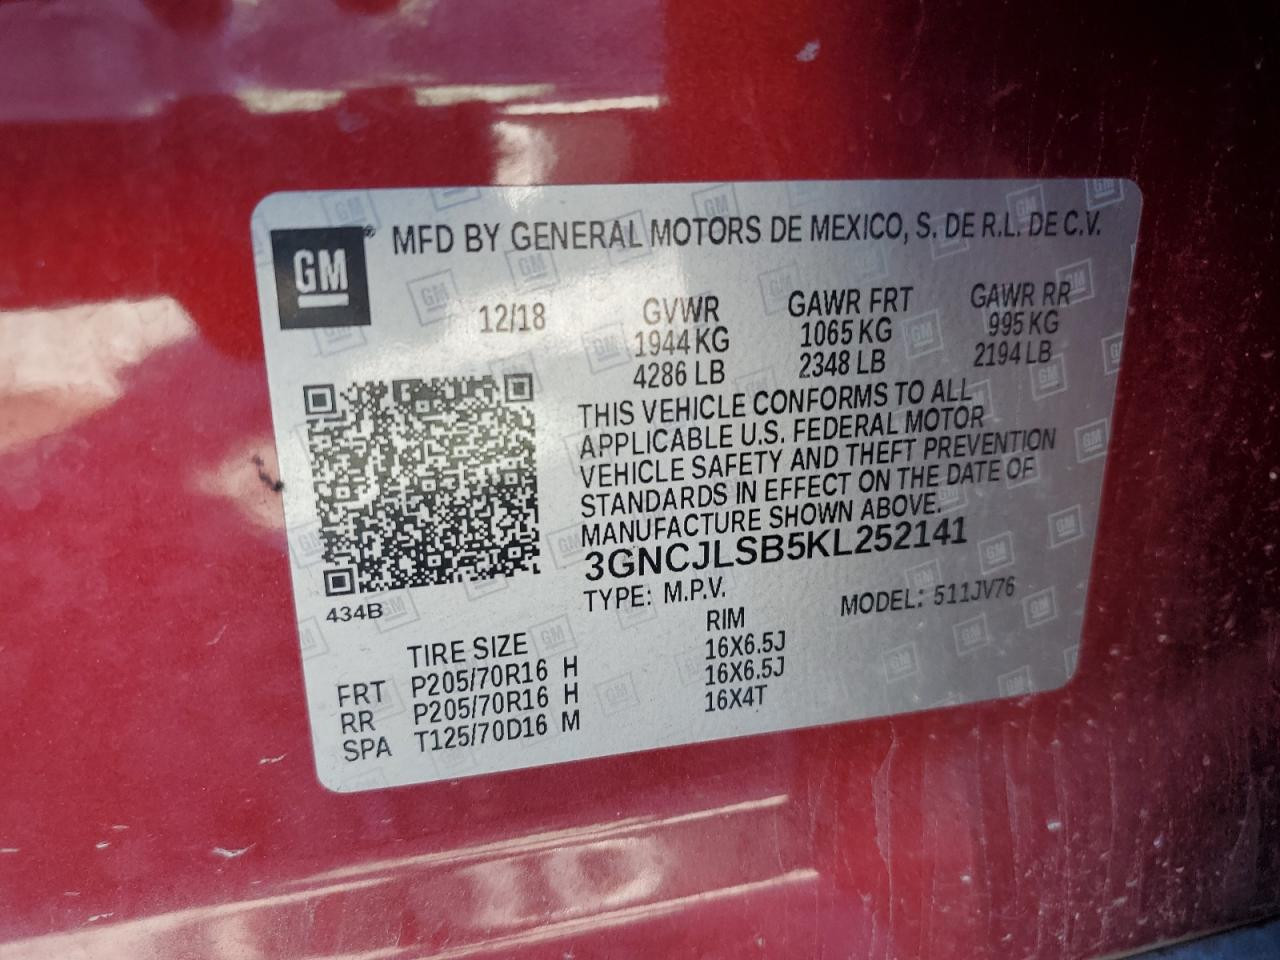 GM
MFD BY GENERAL MOTORS DE MEXICO, S. DE R.L. DE C.V.
12/18 GVWR GAWR FRT GAWR RR
1944 KG 1065 KG 995 KG
4286 LB 2348 LB 2194 LB
THIS VEHICLE CONFORMS TO ALL
APPLICABLE U.S. FEDERAL MOTOR
VEHICLE SAFETY AND THEFT PREVENTION
STANDARDS IN EFFECT ON THE DATE OF
MANUFACTURE SHOWN ABOVE.
3GNCJLSB5KL252141
TYPE: M.P.V. MODEL: 511JV76
434B
TIRE SIZE RIM
FRT P205/70R16 H 16X6.5J
RR P205/70R16 H 16X6.5J
SPA T125/70D16 M 16X4T